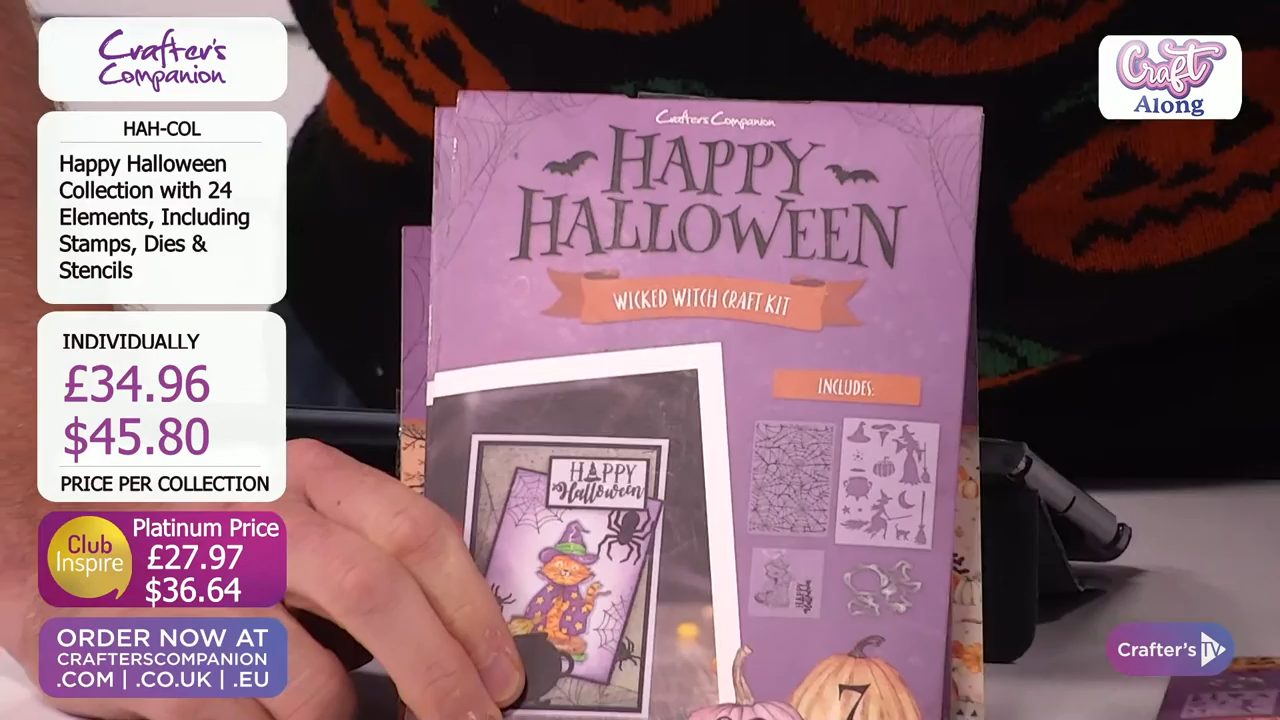 Crafter's
Companion
HAH-COL
Happy Halloween
Collection with 24
Elements, Including
Stamps, Dies &
Stencils
INDIVIDUALLY
£34.96
$45.80
PRICE PER COLLECTION
Club
Inspire
Platinum Price
£27.97
$36.64
ORDER NOW AT
CRAFTERSCOMPANION
.COM | .CO.UK | .EU
Crafter's Companion
HAPPY
HALLOWEEN
WICKED WITCH CRAFT KIT
INCLUDES:
HAPPY
Halloween
7
Craft
Along
Crafter's TV